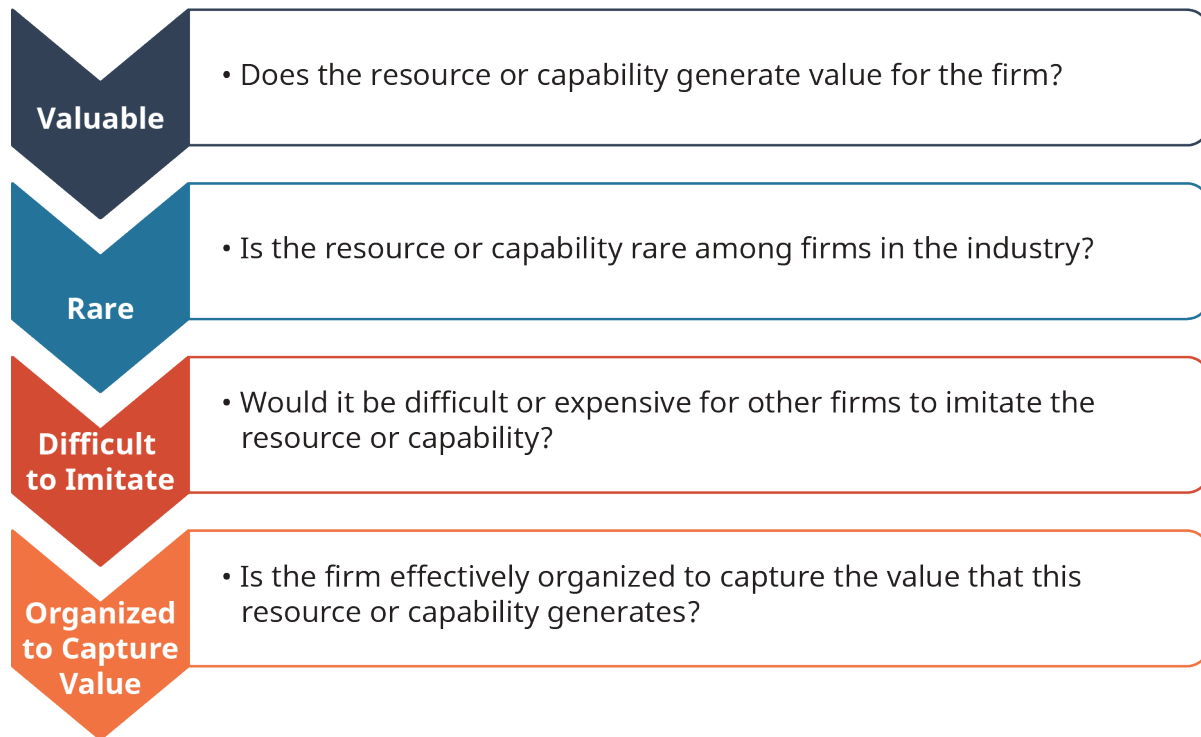 Valuable
• Does the resource or capability generate value for the firm?
Rare
• Is the resource or capability rare among firms in the industry?
Difficult
to Imitate
• Would it be difficult or expensive for other firms to imitate the
resource or capability?
Organized
to Capture
Value
• Is the firm effectively organized to capture the value that this
resource or capability generates?